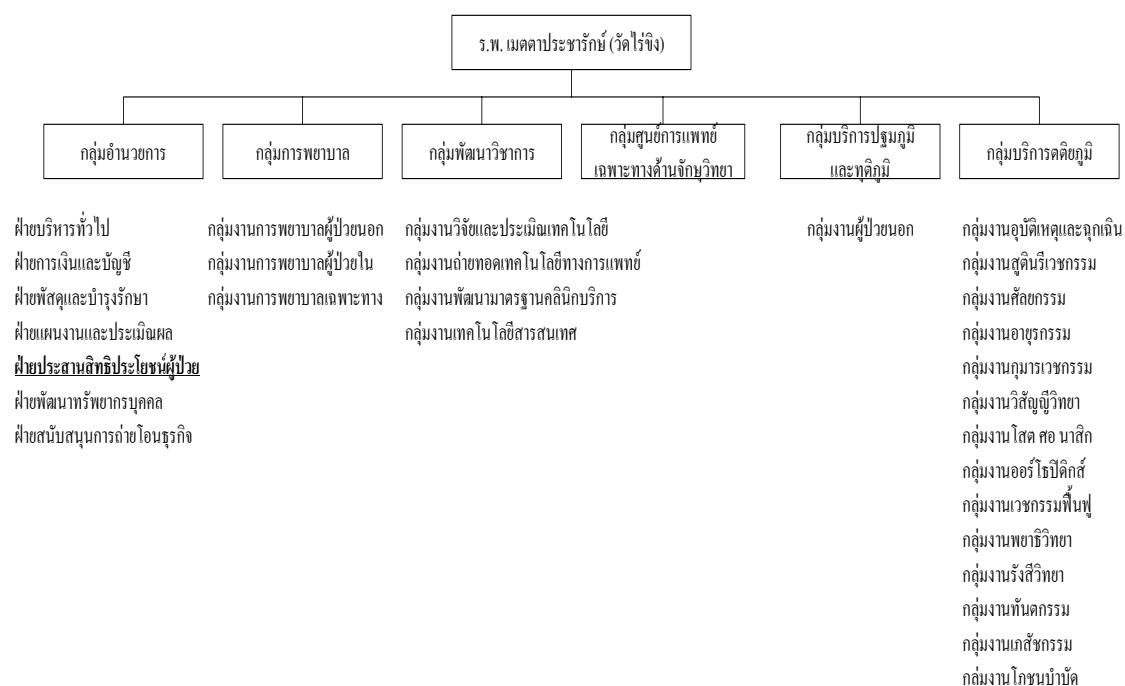 ร.พ. เมตตาประชารักษ์ (วัดไร่ขิง)
กลุ่มอำนวยการ
กลุ่มการพยาบาล
กลุ่มพัฒนาวิชาการ
กลุ่มศูนย์การแพทย์
เฉพาะทางด้านจักษุวิทยา
กลุ่มบริการปฐมภูมิ
และทุติภูมิ
กลุ่มบริการตติยภูมิ
ฝ่ายบริหารทั่วไป
ฝ่ายการเงินและบัญชี
ฝ่ายพัสดุและบำรุงรักษา
ฝ่ายแผนงานและประเมิณผล
ฝ่ายประสานสิทธิประโยชน์ผู้ป่วย
ฝ่ายพัฒนาทรัพยากรบุคคล
ฝ่ายสนับสนุนการถ่ายโอนธุรกิจ
กลุ่มงานการพยาบาลผู้ป่วยนอก
กลุ่มงานการพยาบาลผู้ป่วยใน
กลุ่มงานการพยาบาลเฉพาะทาง
กลุ่มงานวิจัยและประเมิณเทคโนโลยี
กลุ่มงานถ่ายทอดเทคโนโลยีทางการแพทย์
กลุ่มงานพัฒนามาตรฐานคลินิกบริการ
กลุ่มงานเทคโนโลยีสารสนเทศ
กลุ่มงานผู้ป่วยนอก
กลุ่มงานอุบัติเหตุและฉุกเฉิน
กลุ่มงานสูตินรีเวชกรรม
กลุ่มงานศัลยกรรม
กลุ่มงานอายุรกรรม
กลุ่มงานกุมารเวชกรรม
กลุ่มงานวิสัญญีวิทยา
กลุ่มงานโสต ศอ นาสิก
กลุ่มงานออร์โธปิดิกส์
กลุ่มงานเวชกรรมฟื้นฟู
กลุ่มงานพยาธิวิทยา
กลุ่มงานรังสีวิทยา
กลุ่มงานทันตกรรม
กลุ่มงานเภสัชกรรม
กลุ่มงานโภชนบำบัด